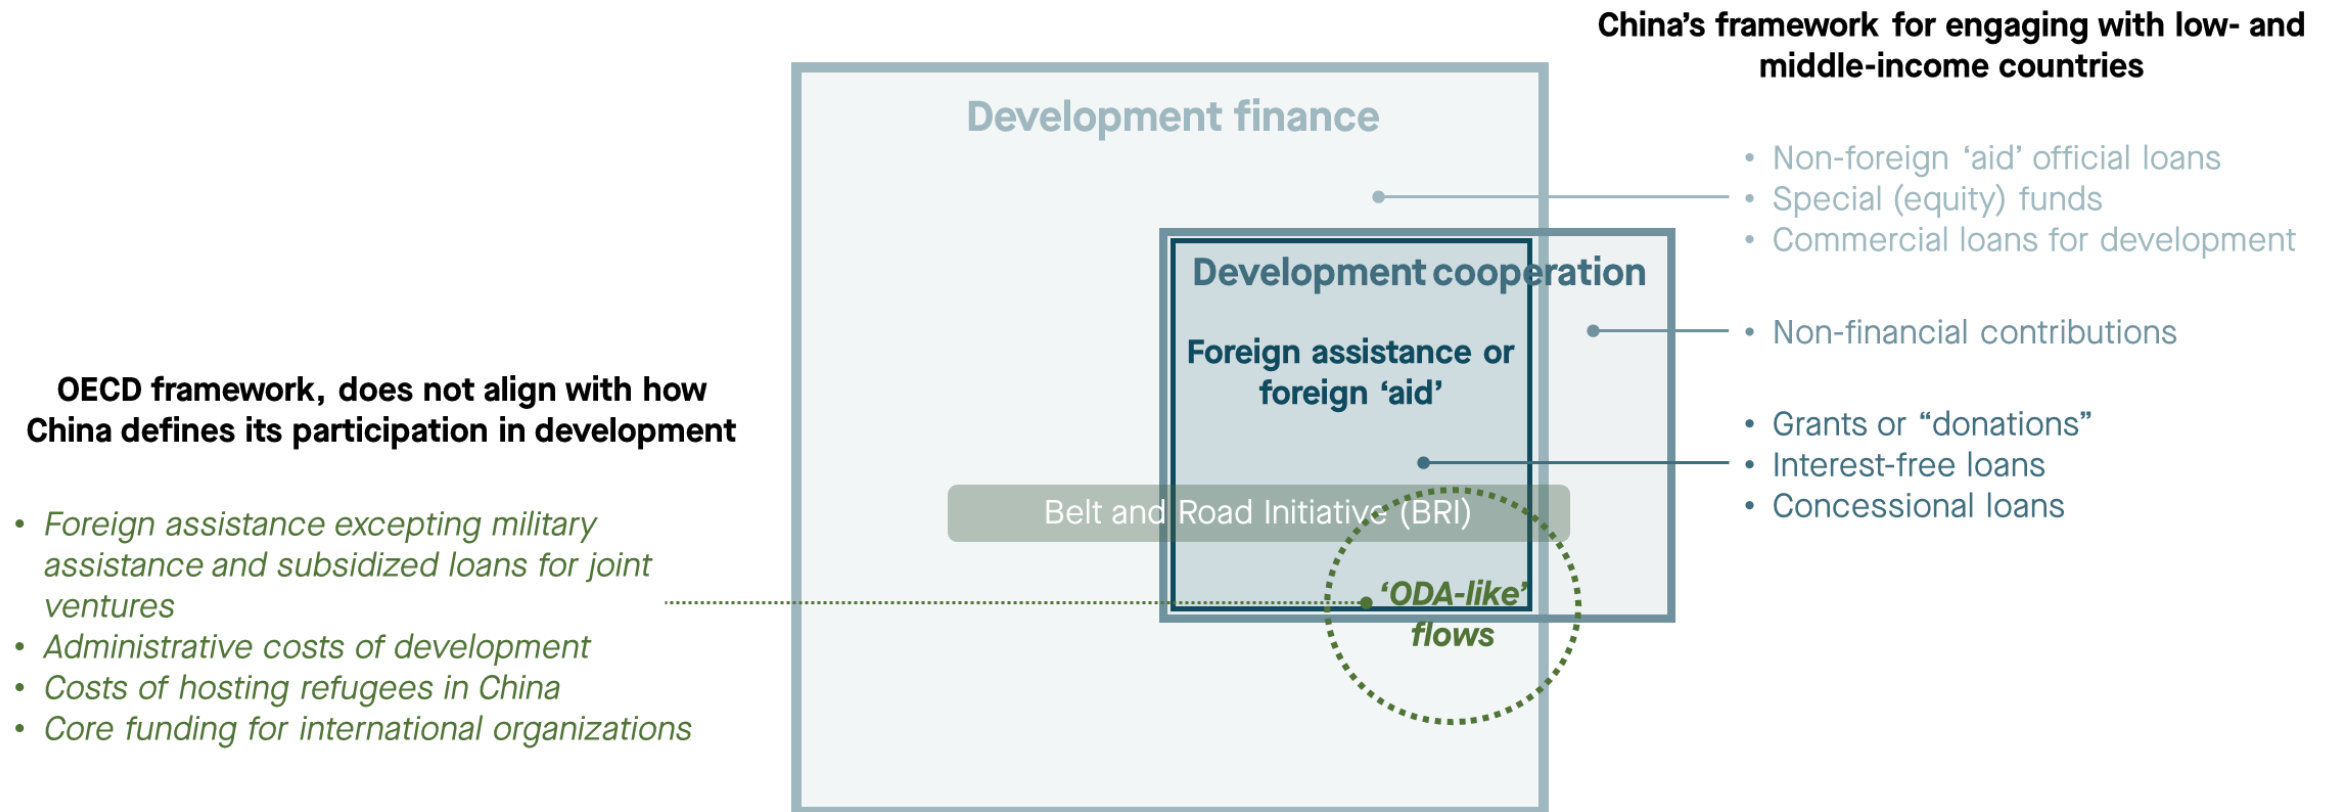 China’s framework for engaging with low- and
middle-income countries
Development finance
• Non-foreign ‘aid’ official loans
• Special (equity) funds
• Commercial loans for development
Development cooperation
• Non-financial contributions
Foreign assistance or
foreign ‘aid’
OECD framework, does not align with how
China defines its participation in development
• Grants or “donations”
• Interest-free loans
• Concessional loans
Belt and Road Initiative (BRI)
• Foreign assistance excepting military
assistance and subsidized loans for joint
ventures
• Administrative costs of development
• Costs of hosting refugees in China
• Core funding for international organizations
‘ODA-like’
flows